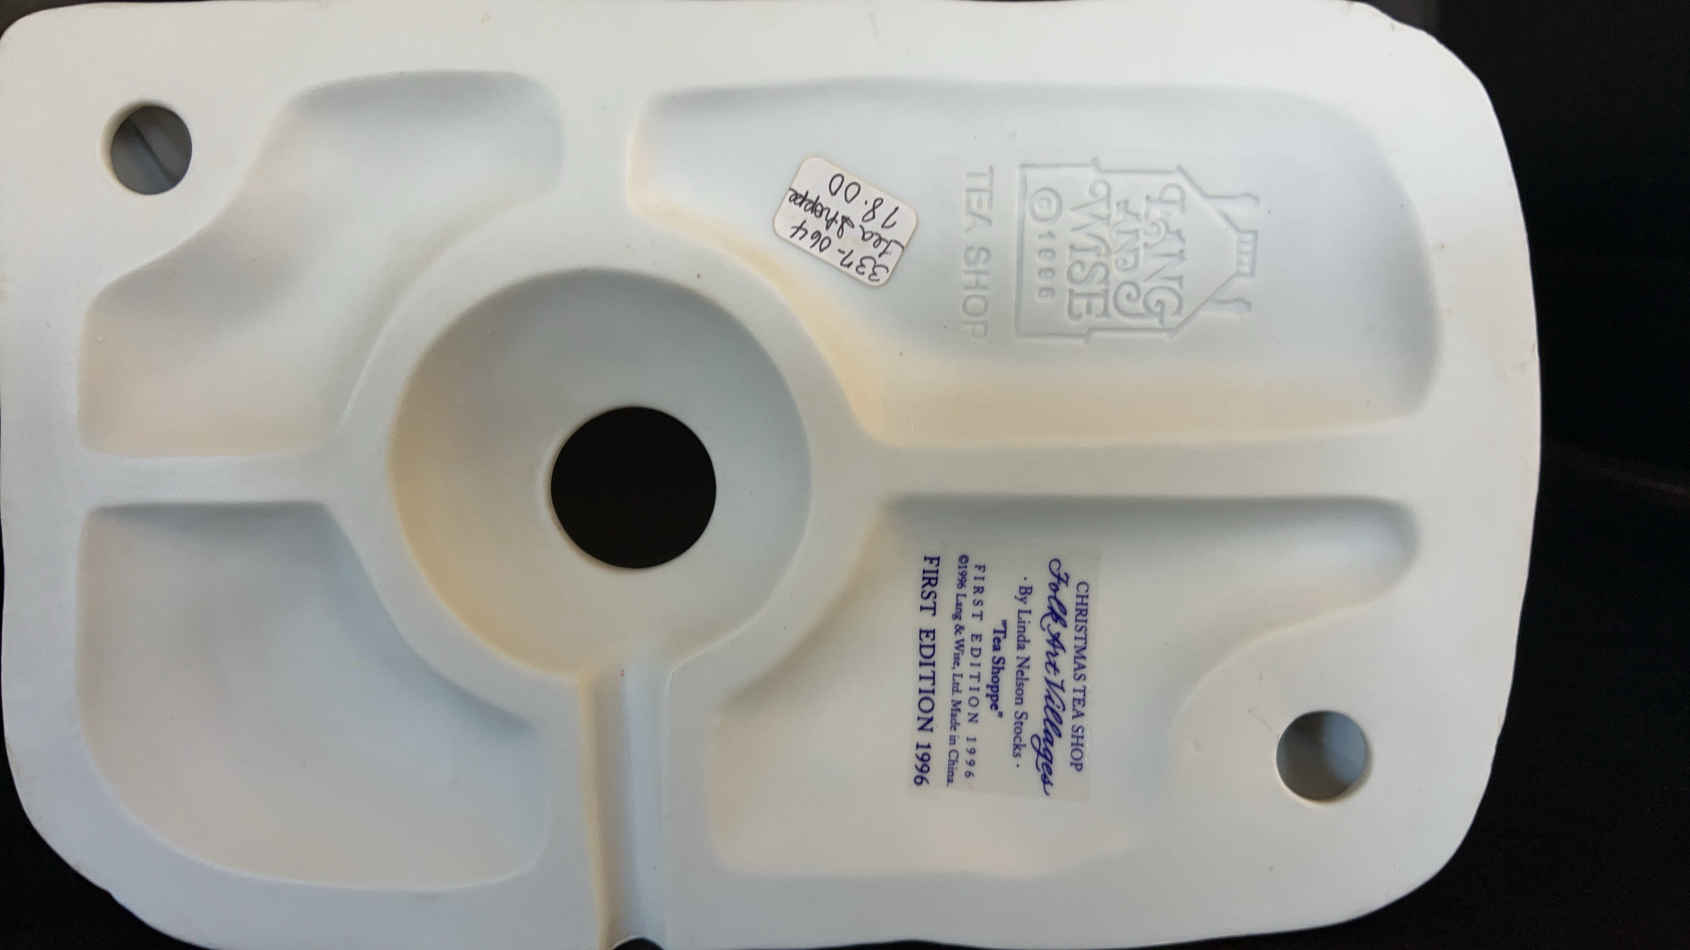 LANG
AND
WISE
©1996
TEA SHOP
337-064
Tea Shoppe
78.00
CHRISTMAS TEA SHOP
Folk Art Villages
· By Linda Nelson Stocks ·
"Tea Shoppe"
FIRST EDITION 1996
©1996 Lang & Wise, Ltd. Made in China.
FIRST EDITION 1996